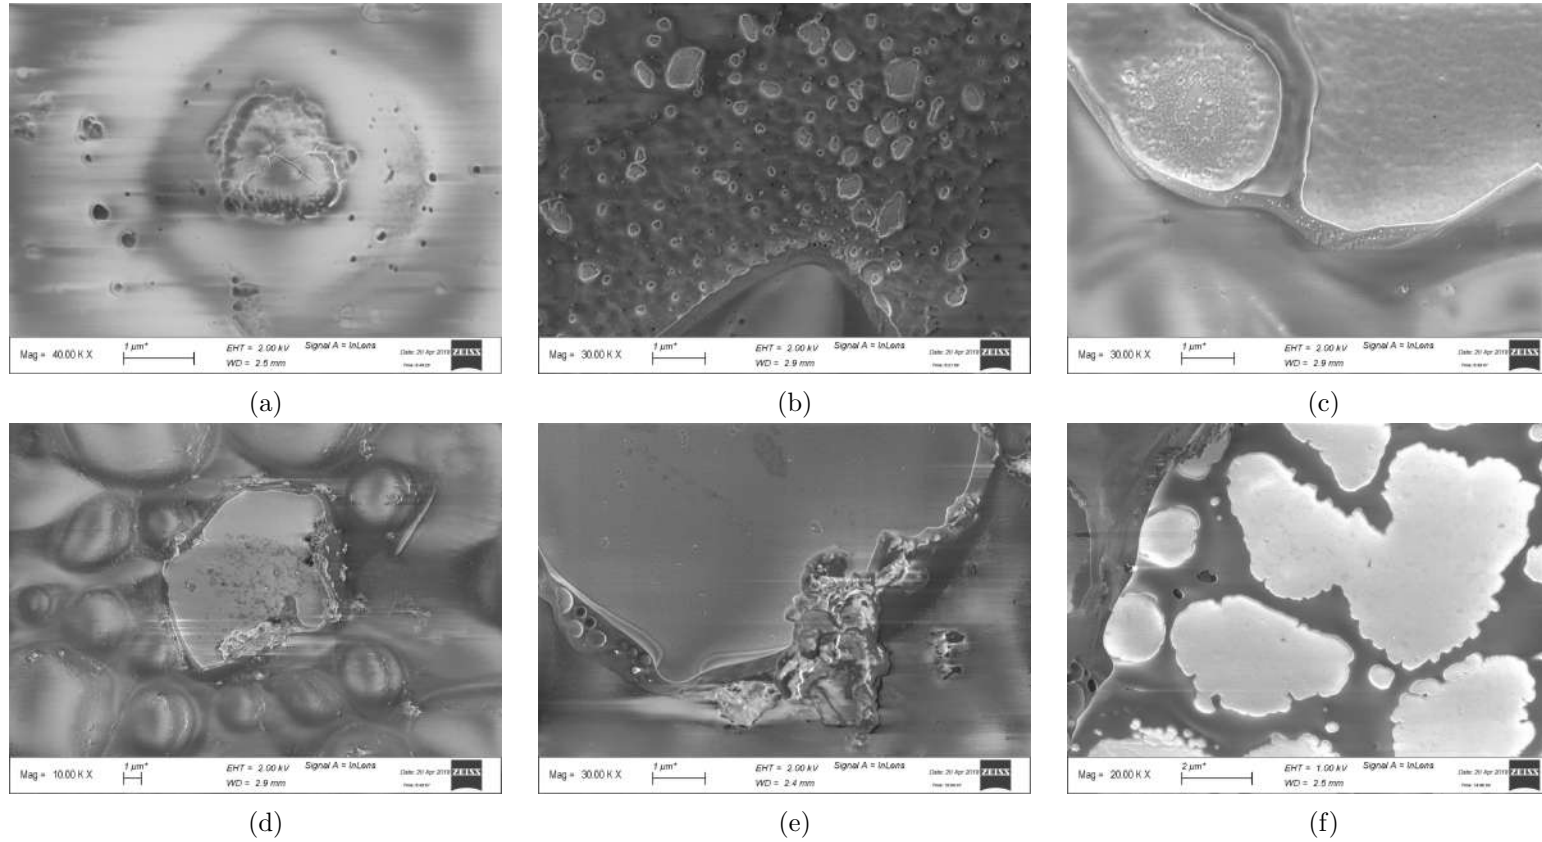 Mag = 40.00 K X 1 µm* EHT = 2.00 kV Signal A = InLens Date: 20 Apr 2018 ZEISS
WD = 2.5 mm
Mag = 30.00 K X 1 µm* EHT = 2.00 kV Signal A = InLens ZEISS
WD = 2.9 mm
Mag = 30.00 K X 1 µm* EHT = 2.00 kV Signal A = InLens ZEISS
WD = 2.9 mm
(a)
(b)
(c)
Mag = 10.00 K X 1 µm* EHT = 2.00 kV Signal A = InLens ZEISS
WD = 2.9 mm
Mag = 30.00 K X 1 µm* EHT = 2.00 kV Signal A = InLens ZEISS
WD = 2.4 mm
Mag = 20.00 K X 2 µm* EHT = 1.00 kV Signal A = InLens ZEISS
WD = 2.5 mm
(d)
(e)
(f)